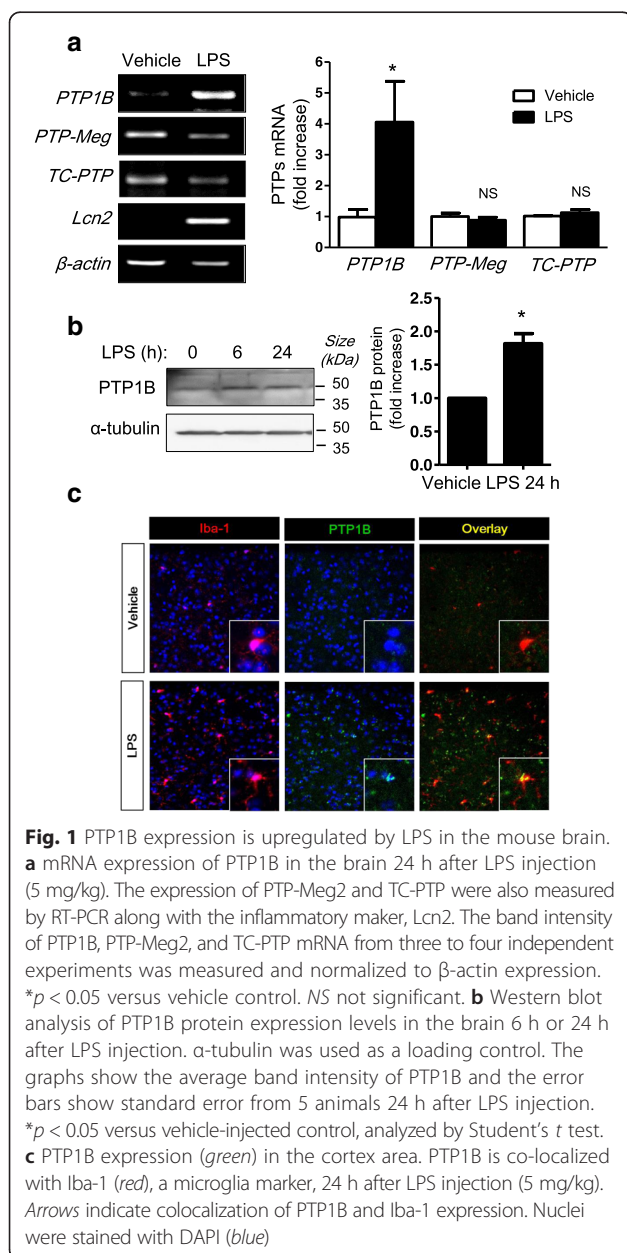 a
Vehicle LPS
PTP1B
PTP-Meg
TC-PTP
Lcn2
β-actin
PTPs mRNA
(fold increase)
6
5
4
3
2
1
0
*
NS
NS
Vehicle
LPS
PTP1B PTP-Meg TC-PTP
b
LPS (h): 0 6 24
Size
(kDa)
PTP1B
50
35
α-tubulin
50
35
PTP1B protein
(fold increase)
2.0
1.5
1.0
0.5
0.0
*
Vehicle LPS 24 h
c
Iba-1 PTP1B Overlay
Vehicle
LPS
Fig. 1 PTP1B expression is upregulated by LPS in the mouse brain.
a mRNA expression of PTP1B in the brain 24 h after LPS injection
(5 mg/kg). The expression of PTP-Meg2 and TC-PTP were also measured
by RT-PCR along with the inflammatory maker, Lcn2. The band intensity
of PTP1B, PTP-Meg2, and TC-PTP mRNA from three to four independent
experiments was measured and normalized to β-actin expression.
*p < 0.05 versus vehicle control. NS not significant. b Western blot
analysis of PTP1B protein expression levels in the brain 6 h or 24 h
after LPS injection. α-tubulin was used as a loading control. The
graphs show the average band intensity of PTP1B and the error
bars show standard error from 5 animals 24 h after LPS injection.
*p < 0.05 versus vehicle-injected control, analyzed by Student's t test.
c PTP1B expression (green) in the cortex area. PTP1B is co-localized
with Iba-1 (red), a microglia marker, 24 h after LPS injection (5 mg/kg).
Arrows indicate colocalization of PTP1B and Iba-1 expression. Nuclei
were stained with DAPI (blue)